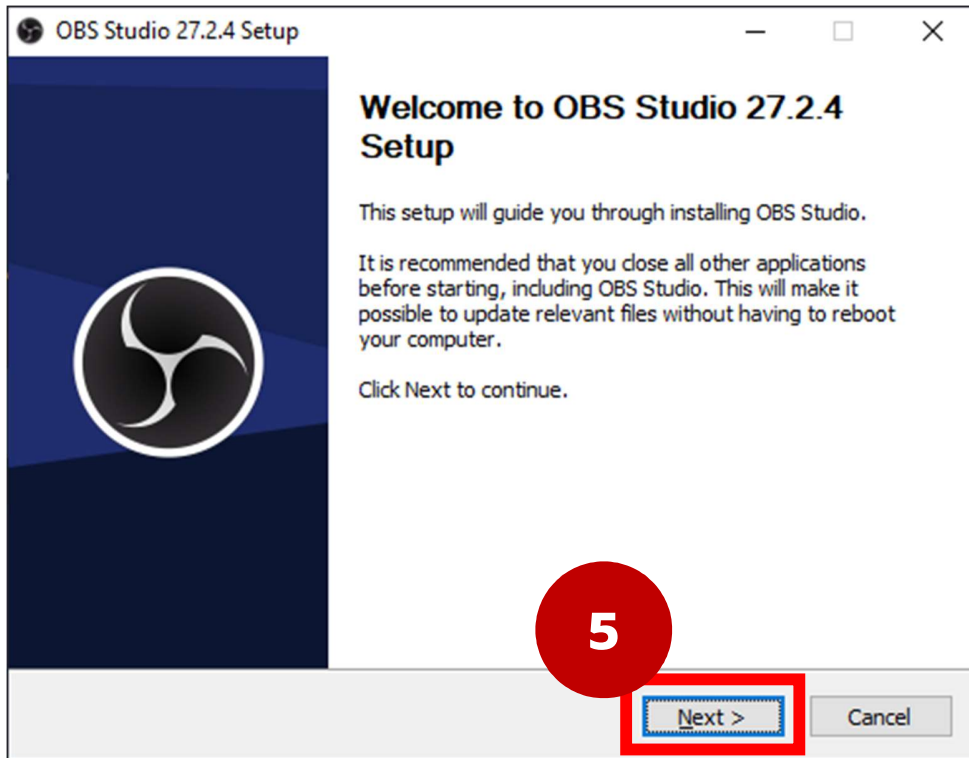 OBS Studio 27.2.4 Setup
Welcome to OBS Studio 27.2.4
Setup
This setup will guide you through installing OBS Studio.
It is recommended that you close all other applications
before starting, including OBS Studio. This will make it
possible to update relevant files without having to reboot
your computer.
Click Next to continue.
5
Next >
Cancel